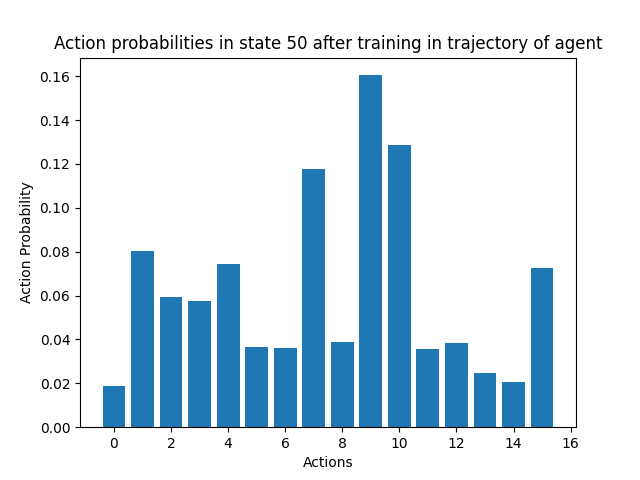 Action probabilities in state 50 after training in trajectory of agent
0.16
0.14
0.12
0.10
0.08
0.06
0.04
0.02
0.00
Action Probability
0 2 4 6 8 10 12 14 16
Actions